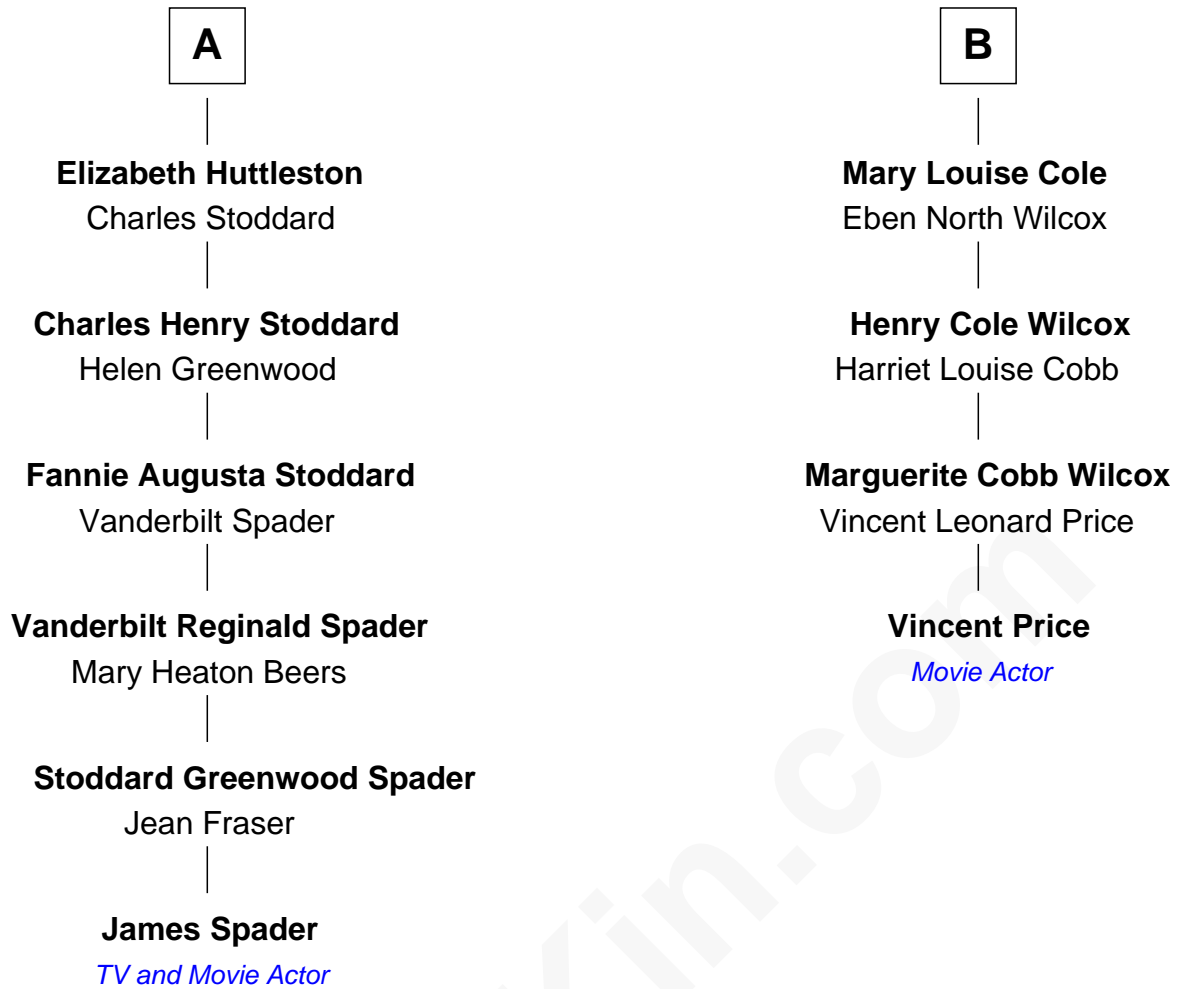 A
Elizabeth Huttleston
Charles Stoddard
Charles Henry Stoddard
Helen Greenwood
Fannie Augusta Stoddard
Vanderbilt Spader
Vanderbilt Reginald Spader
Mary Heaton Beers
Stoddard Greenwood Spader
Jean Fraser
James Spader
TV and Movie Actor
B
Mary Louise Cole
Eben North Wilcox
Henry Cole Wilcox
Harriet Louise Cobb
Marguerite Cobb Wilcox
Vincent Leonard Price
Vincent Price
Movie Actor
Kin.com